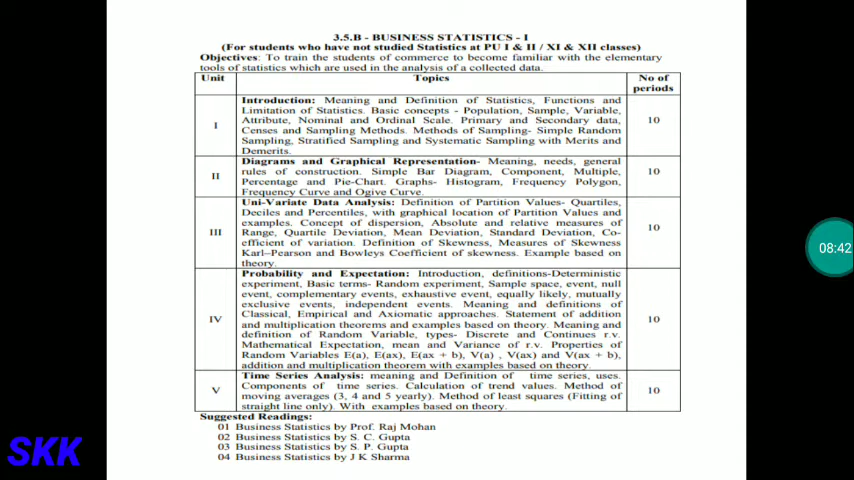 3.5.B - BUSINESS STATISTICS - I
(For students who have not studied Statistics at PU I & II / XI & XII classes)
Objectives: To train the students of commerce to become familiar with the elementary
tools of statistics which are used in the analysis of a collected data.
Unit Topics No of
periods
I
Introduction: Meaning and Definition of Statistics, Functions and
Limitation of Statistics. Basic concepts - Population, Sample, Variable,
Attribute, Nominal and Ordinal Scale. Primary and Secondary data,
Censes and Sampling Methods. Methods of Sampling- Simple Random
Sampling, Stratified Sampling and Systematic Sampling with Merits and
Demerits.
10
II
Diagrams and Graphical Representation- Meaning, needs, general
rules of construction. Simple Bar Diagram, Component, Multiple,
Percentage and Pie-Chart. Graphs- Histogram, Frequency Polygon,
Frequency Curve and Ogive Curve.
10
III
Uni-Variate Data Analysis: Definition of Partition Values- Quartiles,
Deciles and Percentiles, with graphical location of Partition Values and
examples. Concept of dispersion, Absolute and relative measures of
Range, Quartile Deviation, Mean Deviation, Standard Deviation, Co-
efficient of variation. Definition of Skewness, Measures of Skewness
Karl–Pearson and Bowleys Coefficient of skewness. Example based on
theory.
10
IV
Probability and Expectation: Introduction, definitions-Deterministic
experiment, Basic terms- Random experiment, Sample space, event, null
event, complementary events, exhaustive event, equally likely, mutually
exclusive events, independent events. Meaning and definitions of
Classical, Empirical and Axiomatic approaches. Statement of addition
and multiplication theorems and examples based on theory. Meaning and
definition of Random Variable, types- Discrete and Continues r.v.
Mathematical Expectation, mean and Variance of r.v. Properties of
Random Variables E(a), E(ax), E(ax + b), V(a) , V(ax) and V(ax + b),
addition and multiplication theorem with examples based on theory.
10
V
Time Series Analysis: meaning and Definition of time series, uses.
Components of time series. Calculation of trend values. Method of
moving averages (3, 4 and 5 yearly). Method of least squares (Fitting of
straight line only). With examples based on theory.
10
Suggested Readings:
01 Business Statistics by Prof. Raj Mohan
02 Business Statistics by S. C. Gupta
03 Business Statistics by S. P. Gupta
04 Business Statistics by J K Sharma
08:42
SKK